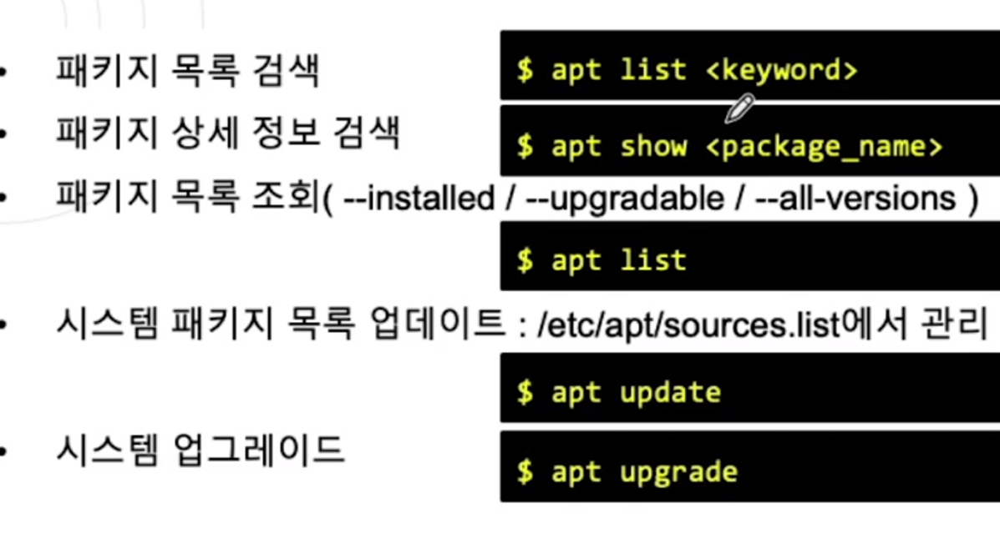 • 패키지 목록 검색
$ apt list <keyword>
• 패키지 상세 정보 검색
$ apt show <package_name>
• 패키지 목록 조회( --installed / --upgradable / --all-versions )
$ apt list
• 시스템 패키지 목록 업데이트 : /etc/apt/sources.list에서 관리
$ apt update
• 시스템 업그레이드
$ apt upgrade